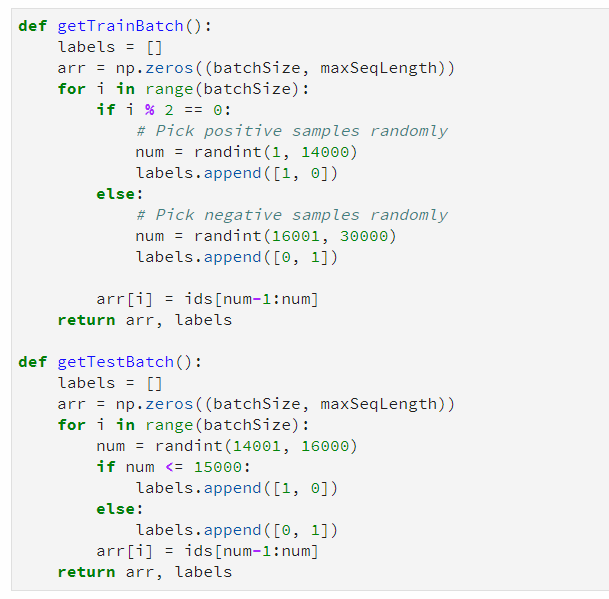 def getTrainBatch():
    labels = []
    arr = np.zeros((batchSize, maxSeqLength))
    for i in range(batchSize):
        if i % 2 == 0:
            # Pick positive samples randomly
            num = randint(1, 14000)
            labels.append([1, 0])
        else:
            # Pick negative samples randomly
            num = randint(16001, 30000)
            labels.append([0, 1])

        arr[i] = ids[num-1:num]
    return arr, labels

def getTestBatch():
    labels = []
    arr = np.zeros((batchSize, maxSeqLength))
    for i in range(batchSize):
        num = randint(14001, 16000)
        if num <= 15000:
            labels.append([1, 0])
        else:
            labels.append([0, 1])
        arr[i] = ids[num-1:num]
    return arr, labels